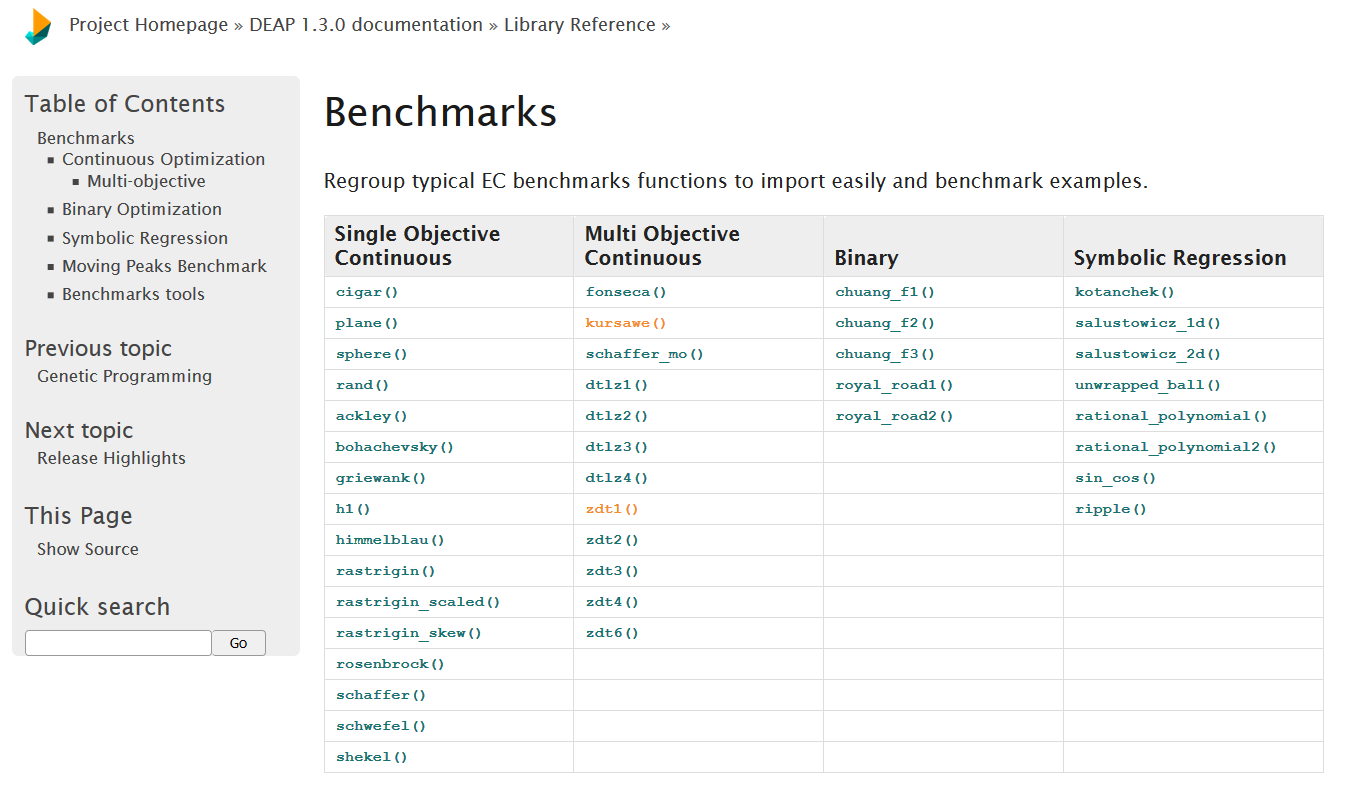 Project Homepage » DEAP 1.3.0 documentation » Library Reference »
Table of Contents
Benchmarks
Continuous Optimization
Multi-objective
Binary Optimization
Symbolic Regression
Moving Peaks Benchmark
Benchmarks tools
Previous topic
Genetic Programming
Next topic
Release Highlights
This Page
Show Source
Quick search
Go
Benchmarks
Regroup typical EC benchmarks functions to import easily and benchmark examples.
Single Objective Continuous Multi Objective Continuous Binary Symbolic Regression
cigar() fonseca() chuang_f1() kotanchek()
plane() kursawe() chuang_f2() salustowicz_1d()
sphere() schaffer_mo() chuang_f3() salustowicz_2d()
rand() dtlz1() royal_road1() unwrapped_ball()
ackley() dtlz2() royal_road2() rational_polynomial()
bohachevsky() dtlz3() rational_polynomial2()
griewank() dtlz4() sin_cos()
h1() zdt1() ripple()
himmelblau() zdt2()
rastrigin() zdt3()
rastrigin_scaled() zdt4()
rastrigin_skew() zdt6()
rosenbrock()
schaffer()
schwefel()
shekel()